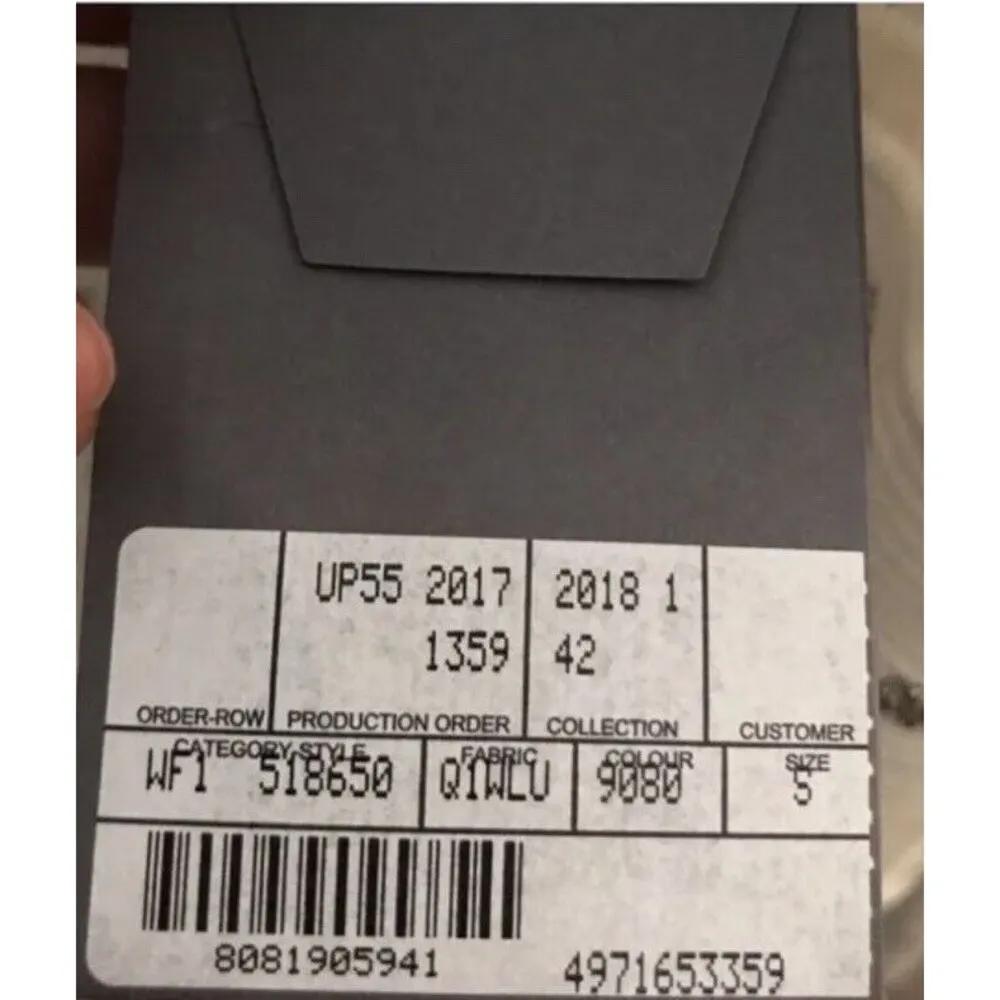 UP55 2017 2018 1
1359 42
ORDER-ROW PRODUCTION ORDER COLLECTION CUSTOMER
CATEGORY-STYLE FABRIC COLOUR SIZE
WF1 518650 Q1WLU 9080 S
8081905941 4971653359